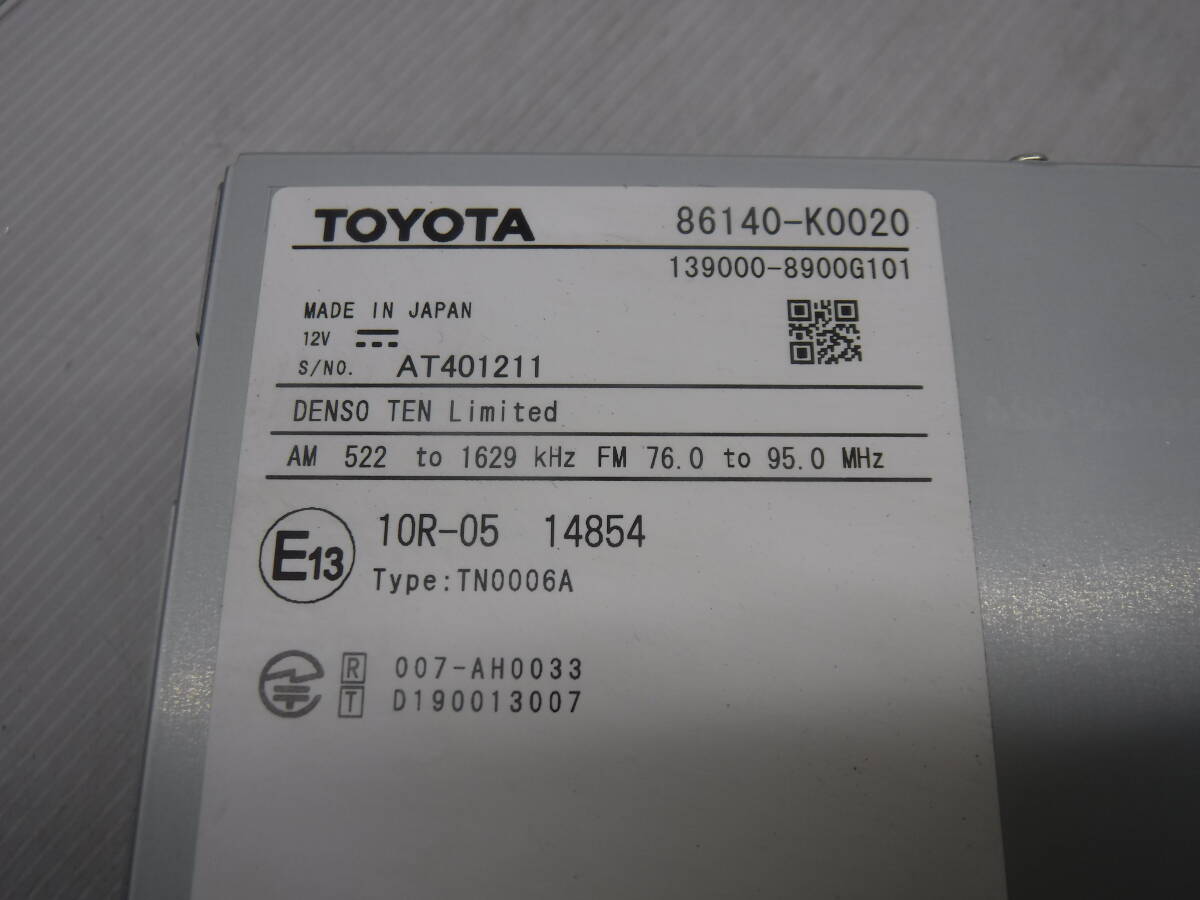 TOYOTA 86140-K0020
139000-8900G101
MADE IN JAPAN
12V
S/NO. AT401211
DENSO TEN Limited
AM 522 to 1629 kHz FM 76.0 to 95.0 MHz
E13 10R-05 14854
Type:TN0006A
R 007-AH0033
T D190013007